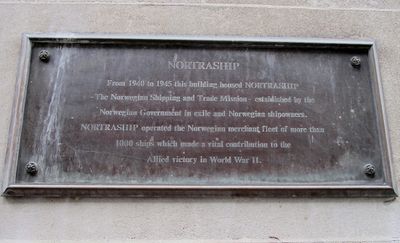 NORTRASHIP
From 1940 to 1945 this building housed NORTRASHIP
- The Norwegian Shipping and Trade Mission - established by the
Norwegian Government in exile and Norwegian shipowners.
NORTRASHIP operated the Norwegian merchant fleet of more than
1000 ships which made a vital contribution to the
Allied victory in World War II.